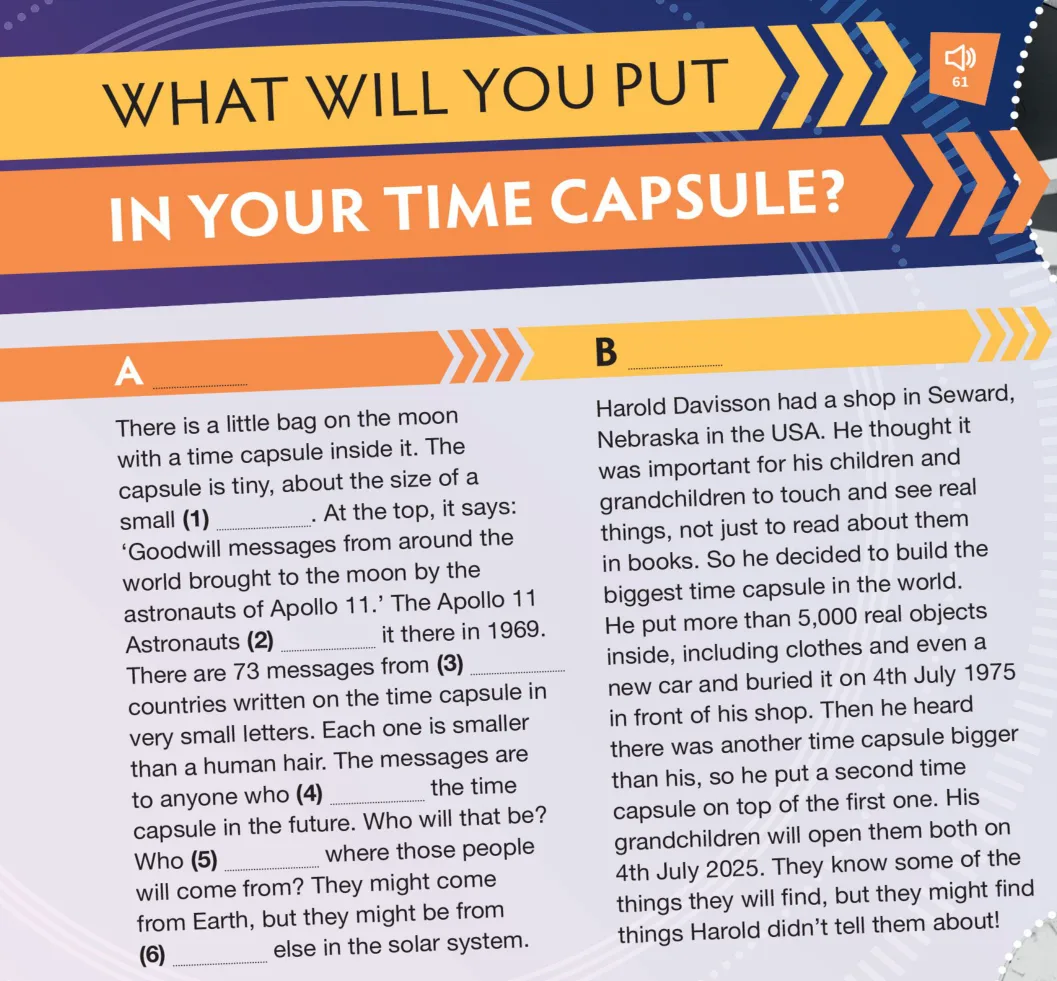 WHAT WILL YOU PUT
61
IN YOUR TIME CAPSULE?
A ____________
There is a little bag on the moon
with a time capsule inside it. The
capsule is tiny, about the size of a
small (1) ____________. At the top, it says:
‘Goodwill messages from around the
world brought to the moon by the
astronauts of Apollo 11.’ The Apollo 11
Astronauts (2) ____________ it there in 1969.
There are 73 messages from (3) ____________
countries written on the time capsule in
very small letters. Each one is smaller
than a human hair. The messages are
to anyone who (4) ____________ the time
capsule in the future. Who will that be?
Who (5) ____________ where those people
will come from? They might come
from Earth, but they might be from
(6) ____________ else in the solar system.
B ____________
Harold Davisson had a shop in Seward,
Nebraska in the USA. He thought it
was important for his children and
grandchildren to touch and see real
things, not just to read about them
in books. So he decided to build the
biggest time capsule in the world.
He put more than 5,000 real objects
inside, including clothes and even a
new car and buried it on 4th July 1975
in front of his shop. Then he heard
there was another time capsule bigger
than his, so he put a second time
capsule on top of the first one. His
grandchildren will open them both on
4th July 2025. They know some of the
things they will find, but they might find
things Harold didn’t tell them about!